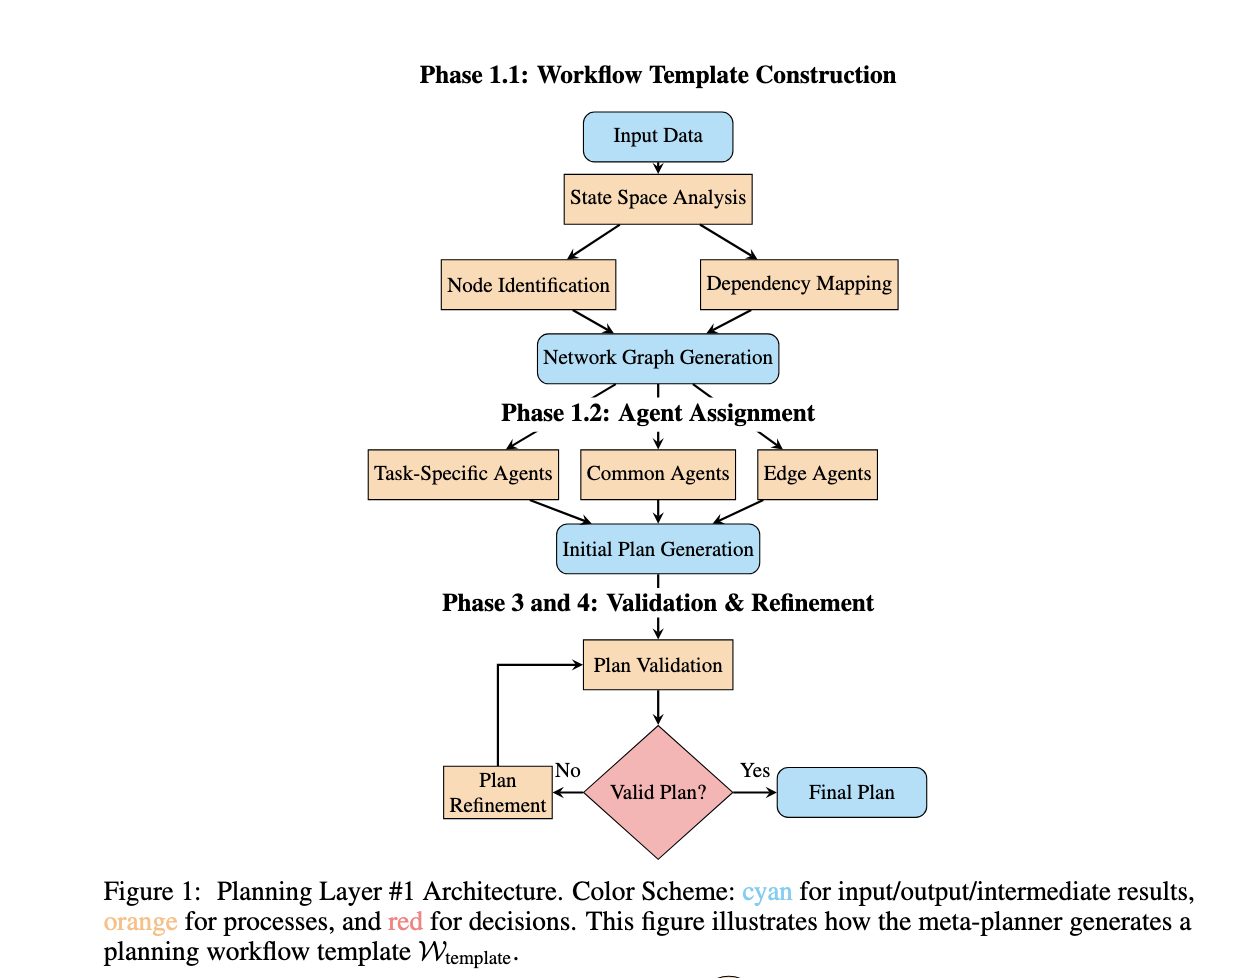 Phase 1.1: Workflow Template Construction
Input Data
State Space Analysis
Node Identification
Dependency Mapping
Network Graph Generation
Phase 1.2: Agent Assignment
Task-Specific Agents
Common Agents
Edge Agents
Initial Plan Generation
Phase 3 and 4: Validation & Refinement
Plan Validation
Plan
Refinement
No
Valid Plan?
Yes
Final Plan
Figure 1: Planning Layer #1 Architecture. Color Scheme: cyan for input/output/intermediate results,
orange for processes, and red for decisions. This figure illustrates how the meta-planner generates a
planning workflow template 𝒲template.